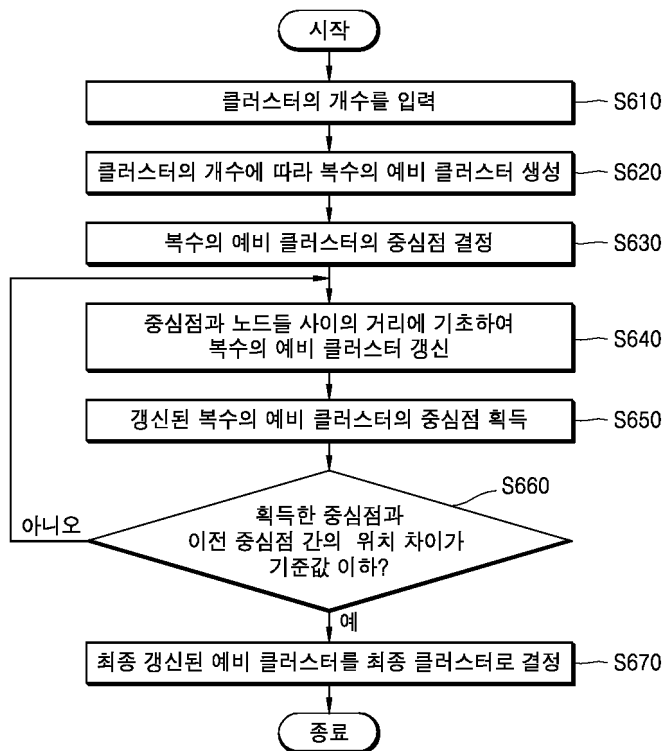 시작
클러스터의 개수를 입력
S610
클러스터의 개수에 따라 복수의 예비 클러스터 생성
S620
복수의 예비 클러스터의 중심점 결정
S630
중심점과 노드들 사이의 거리에 기초하여
복수의 예비 클러스터 갱신
S640
갱신된 복수의 예비 클러스터의 중심점 획득
S650
S660
획득한 중심점과
이전 중심점 간의 위치 차이가
기준값 이하?
아니오
예
최종 갱신된 예비 클러스터를 최종 클러스터로 결정
S670
종료